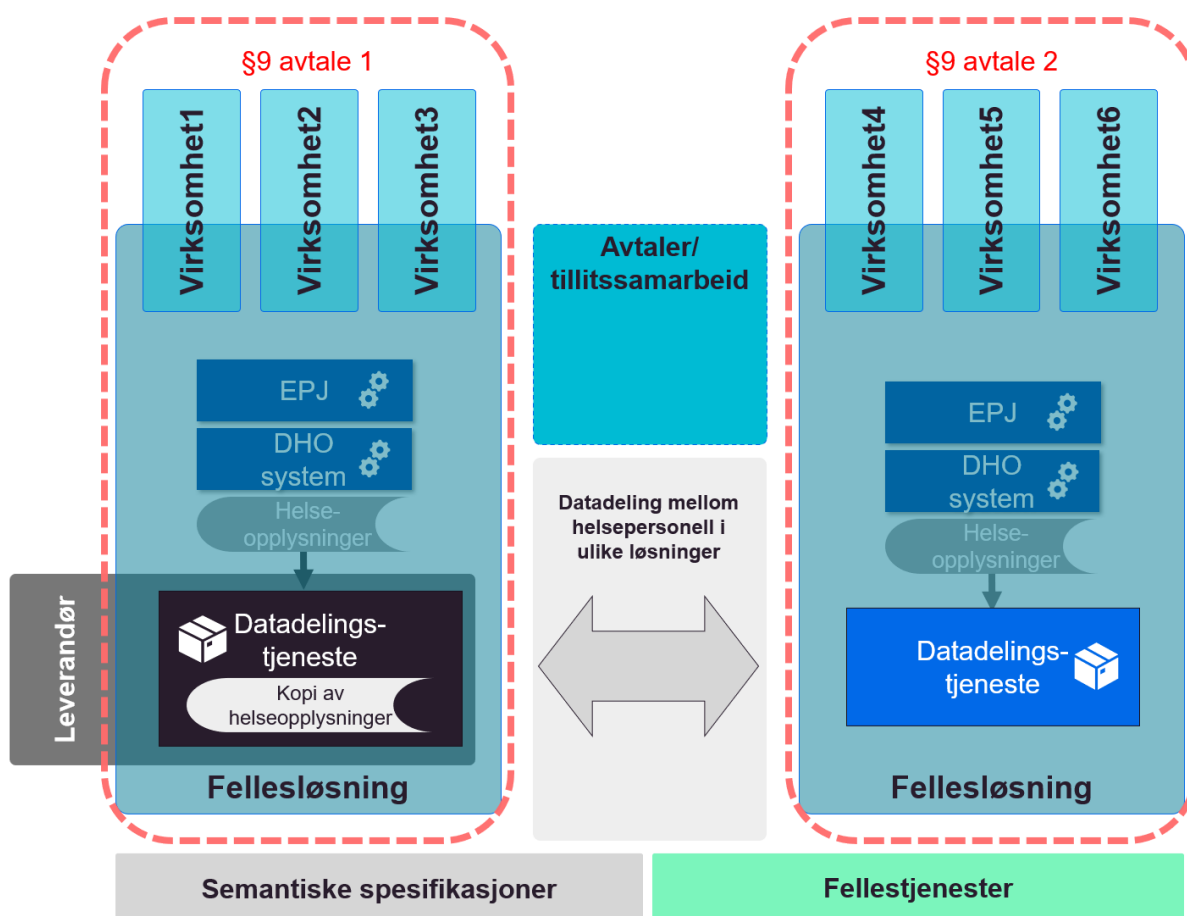 §9 avtale 1
Virksomhet1
Virksomhet2
Virksomhet3
EPJ
DHO
system
Helse-
opplysninger
Leverandør
Datadelings-
tjeneste
Kopi av
helseopplysninger
Fellesløsning
Avtaler/
tillitssamarbeid
Datadeling mellom
helsepersonell i
ulike løsninger
§9 avtale 2
Virksomhet4
Virksomhet5
Virksomhet6
EPJ
DHO
system
Helse-
opplysninger
Datadelings-
tjeneste
Fellesløsning
Semantiske spesifikasjoner
Fellestjenester